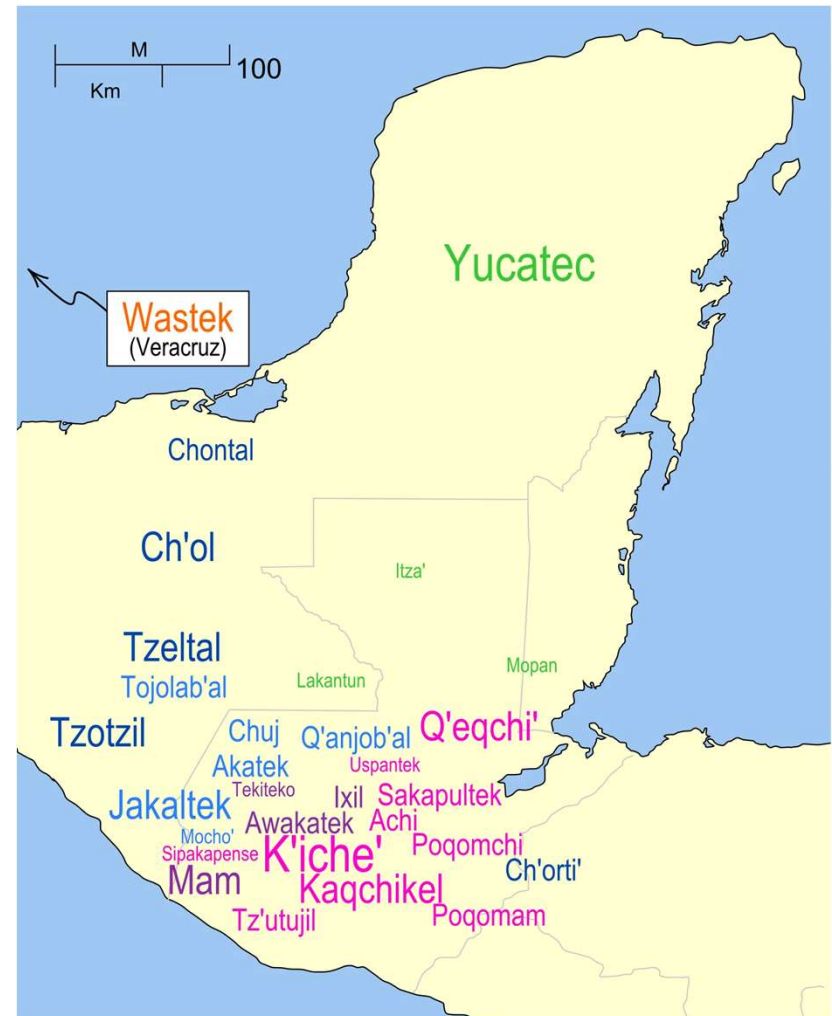 M
100
Km
Yucatec
Wastek
(Veracruz)
Chontal
Ch'ol
Itza'
Tzeltal
Mopan
Lakantun
Tojolab'al
Tzotzil
Chuj
Q'anjob'al
Q'eqchi'
Akatek
Uspantek
Tekiteko
Ixil
Sakapultek
Jakaltek
Awakatek
Achi
Mocho'
Poqomchi
Sipakapense
K'iche'
Ch'orti'
Mam
Kaqchikel
Tz'utujil
Poqomam